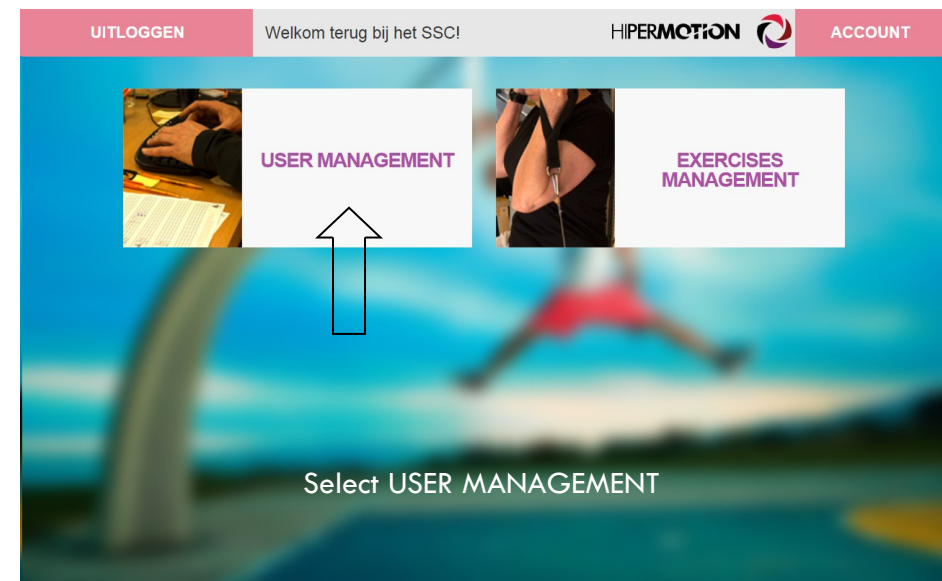 UITLOGGEN
Welkom terug bij het SSC!
HIPERMOTION
ACCOUNT
USER MANAGEMENT
EXERCISES
MANAGEMENT
Select USER MANAGEMENT